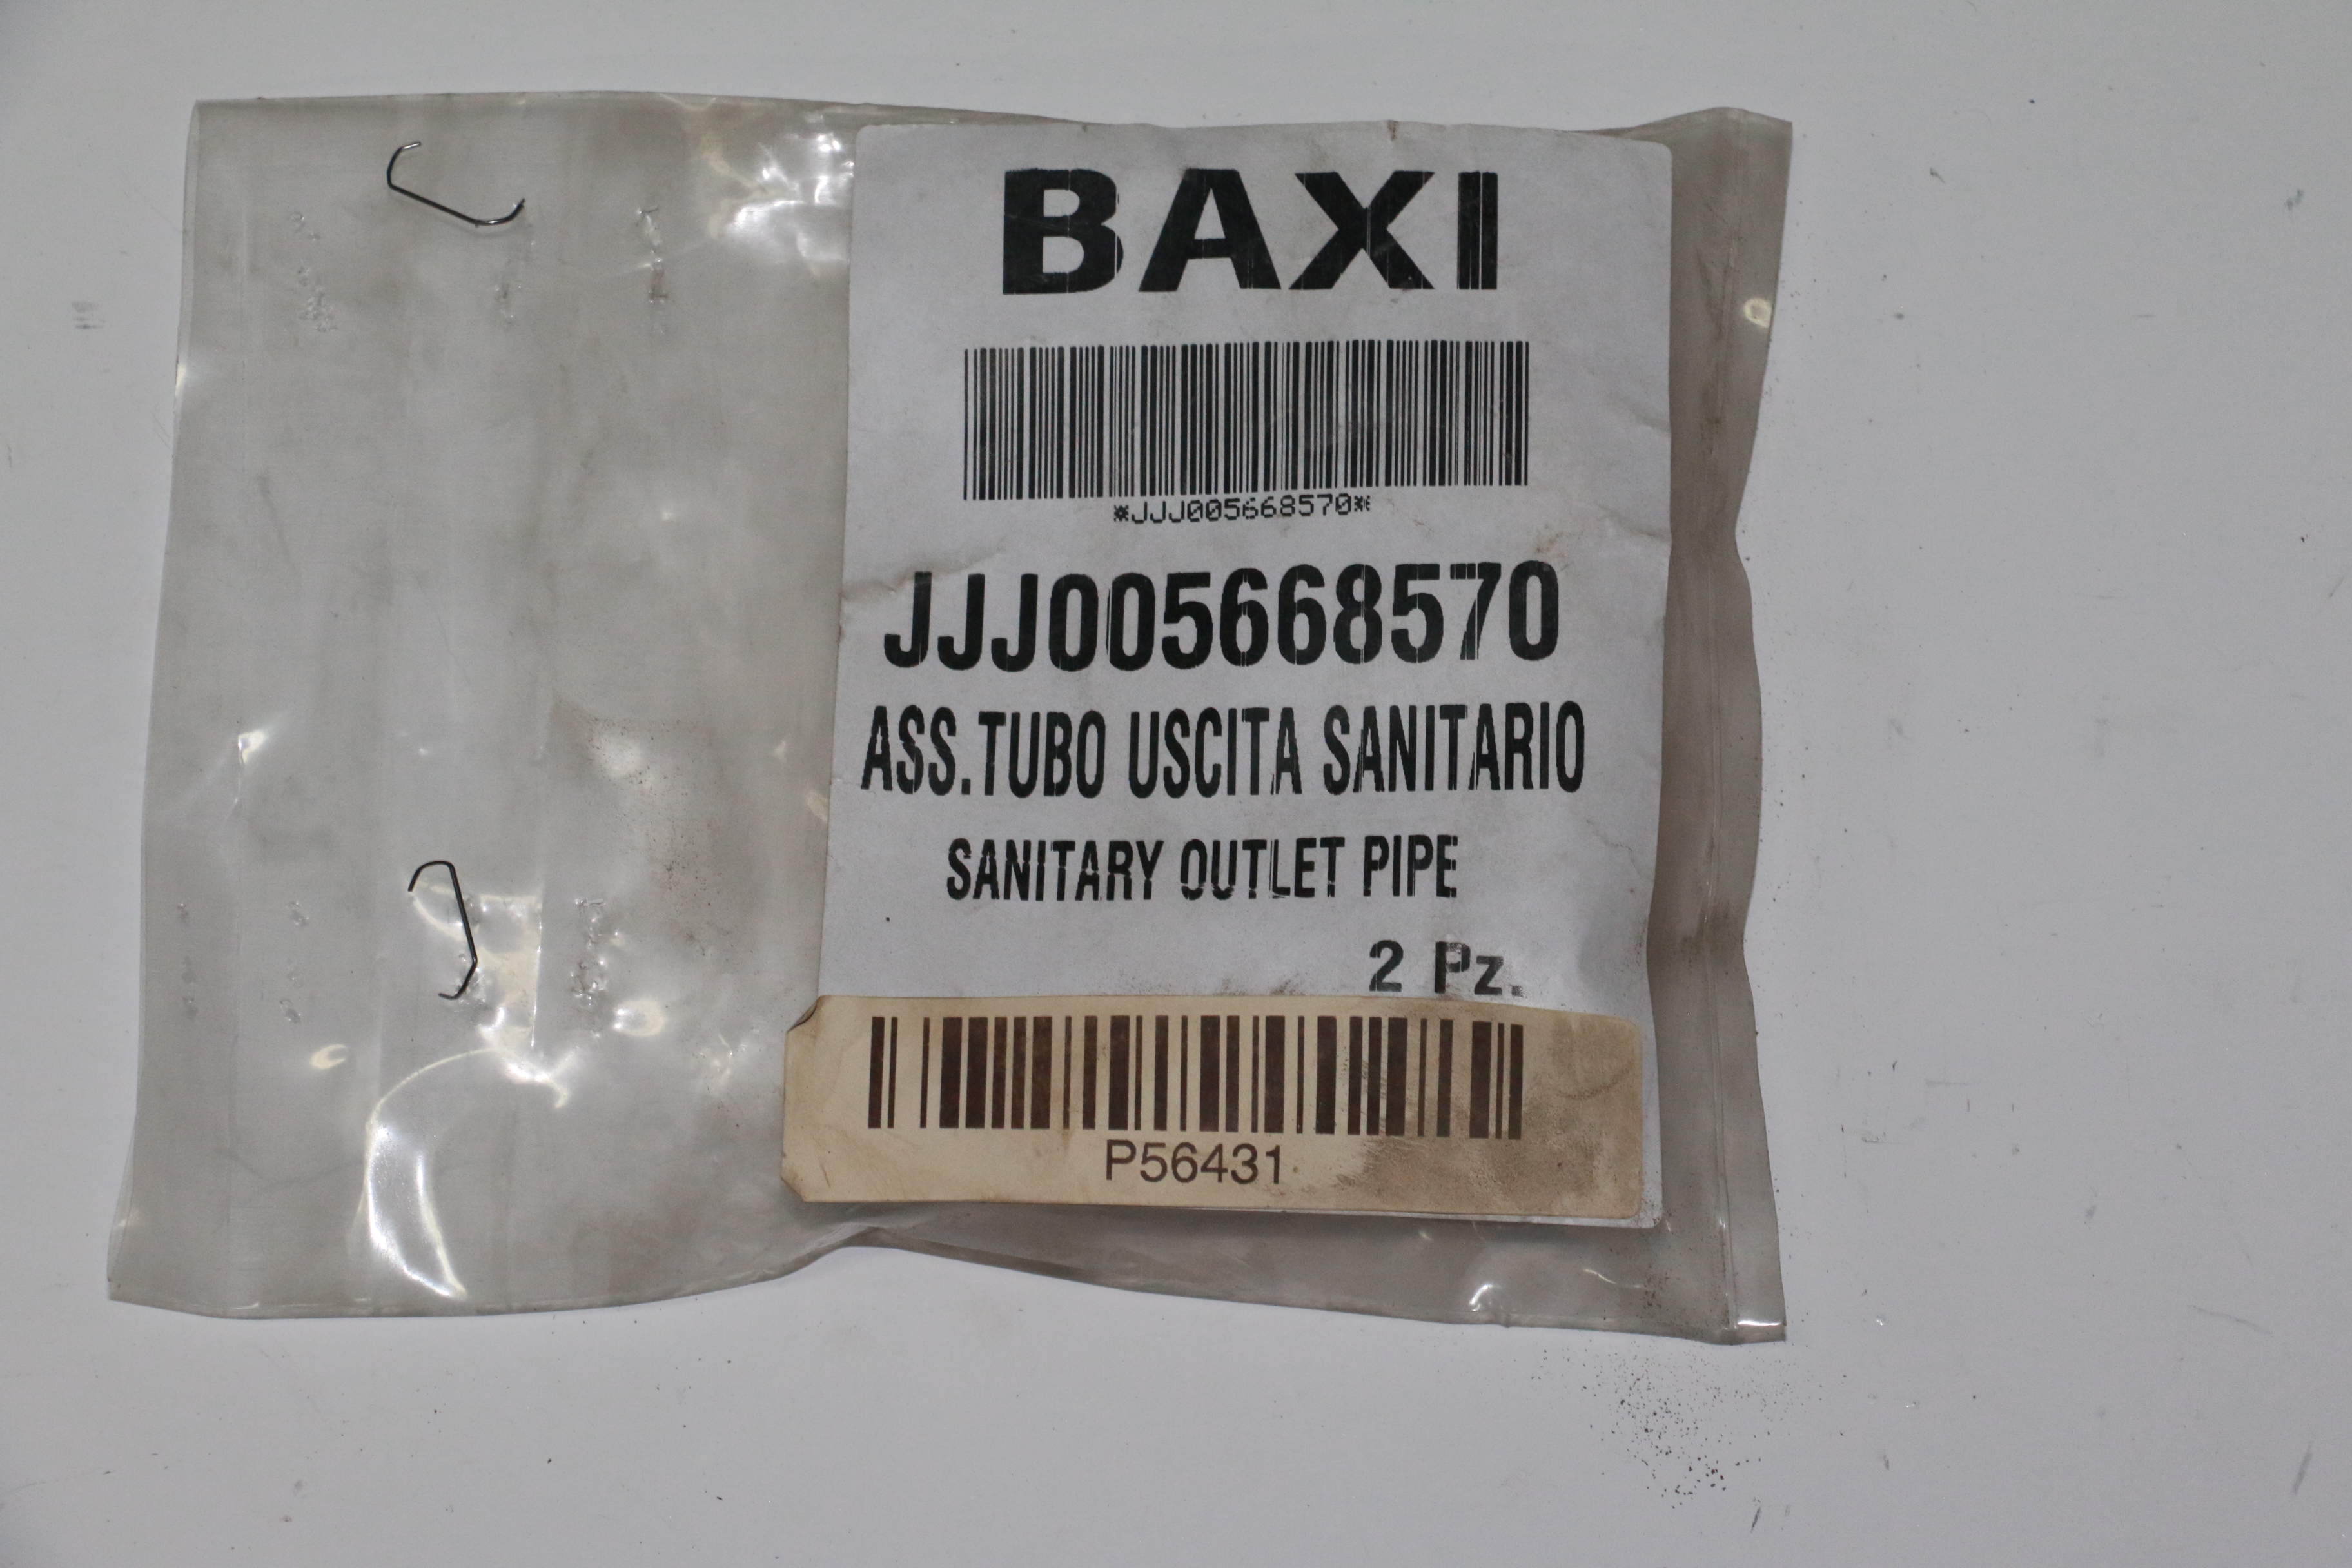 BAXI
*JJJ005668570*
JJJ005668570
ASS.TUBO USCITA SANITARIO
SANITARY OUTLET PIPE
2 Pz.
P56431